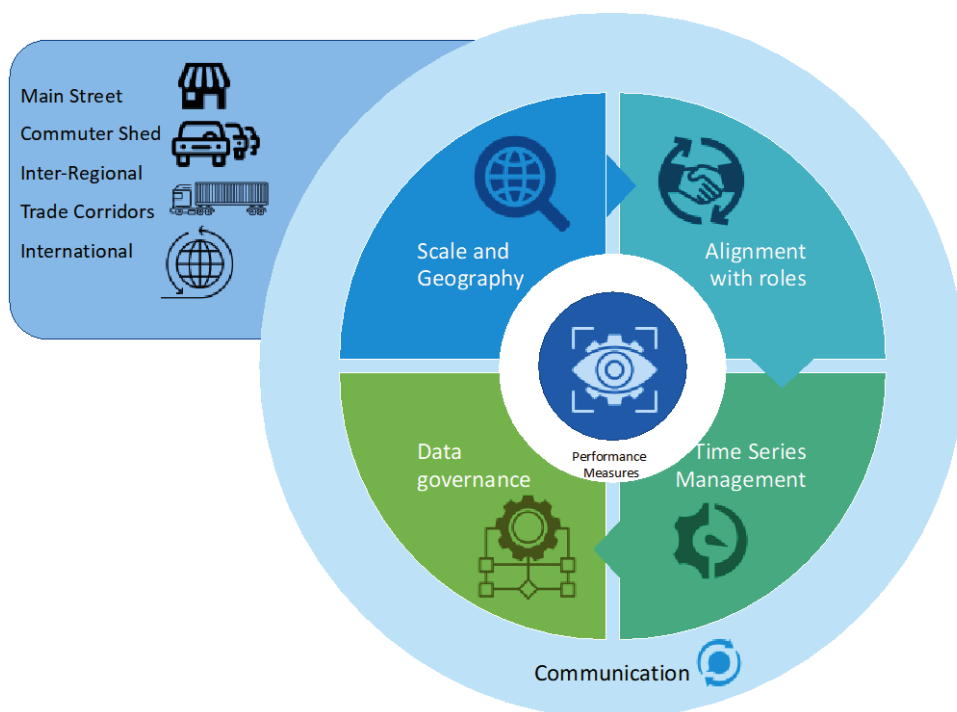 Main Street
Commuter Shed
Inter-Regional
Trade Corridors
International
Scale and
Geography
Alignment
with roles
Performance
Measures
Data
governance
Time Series
Management
Communication